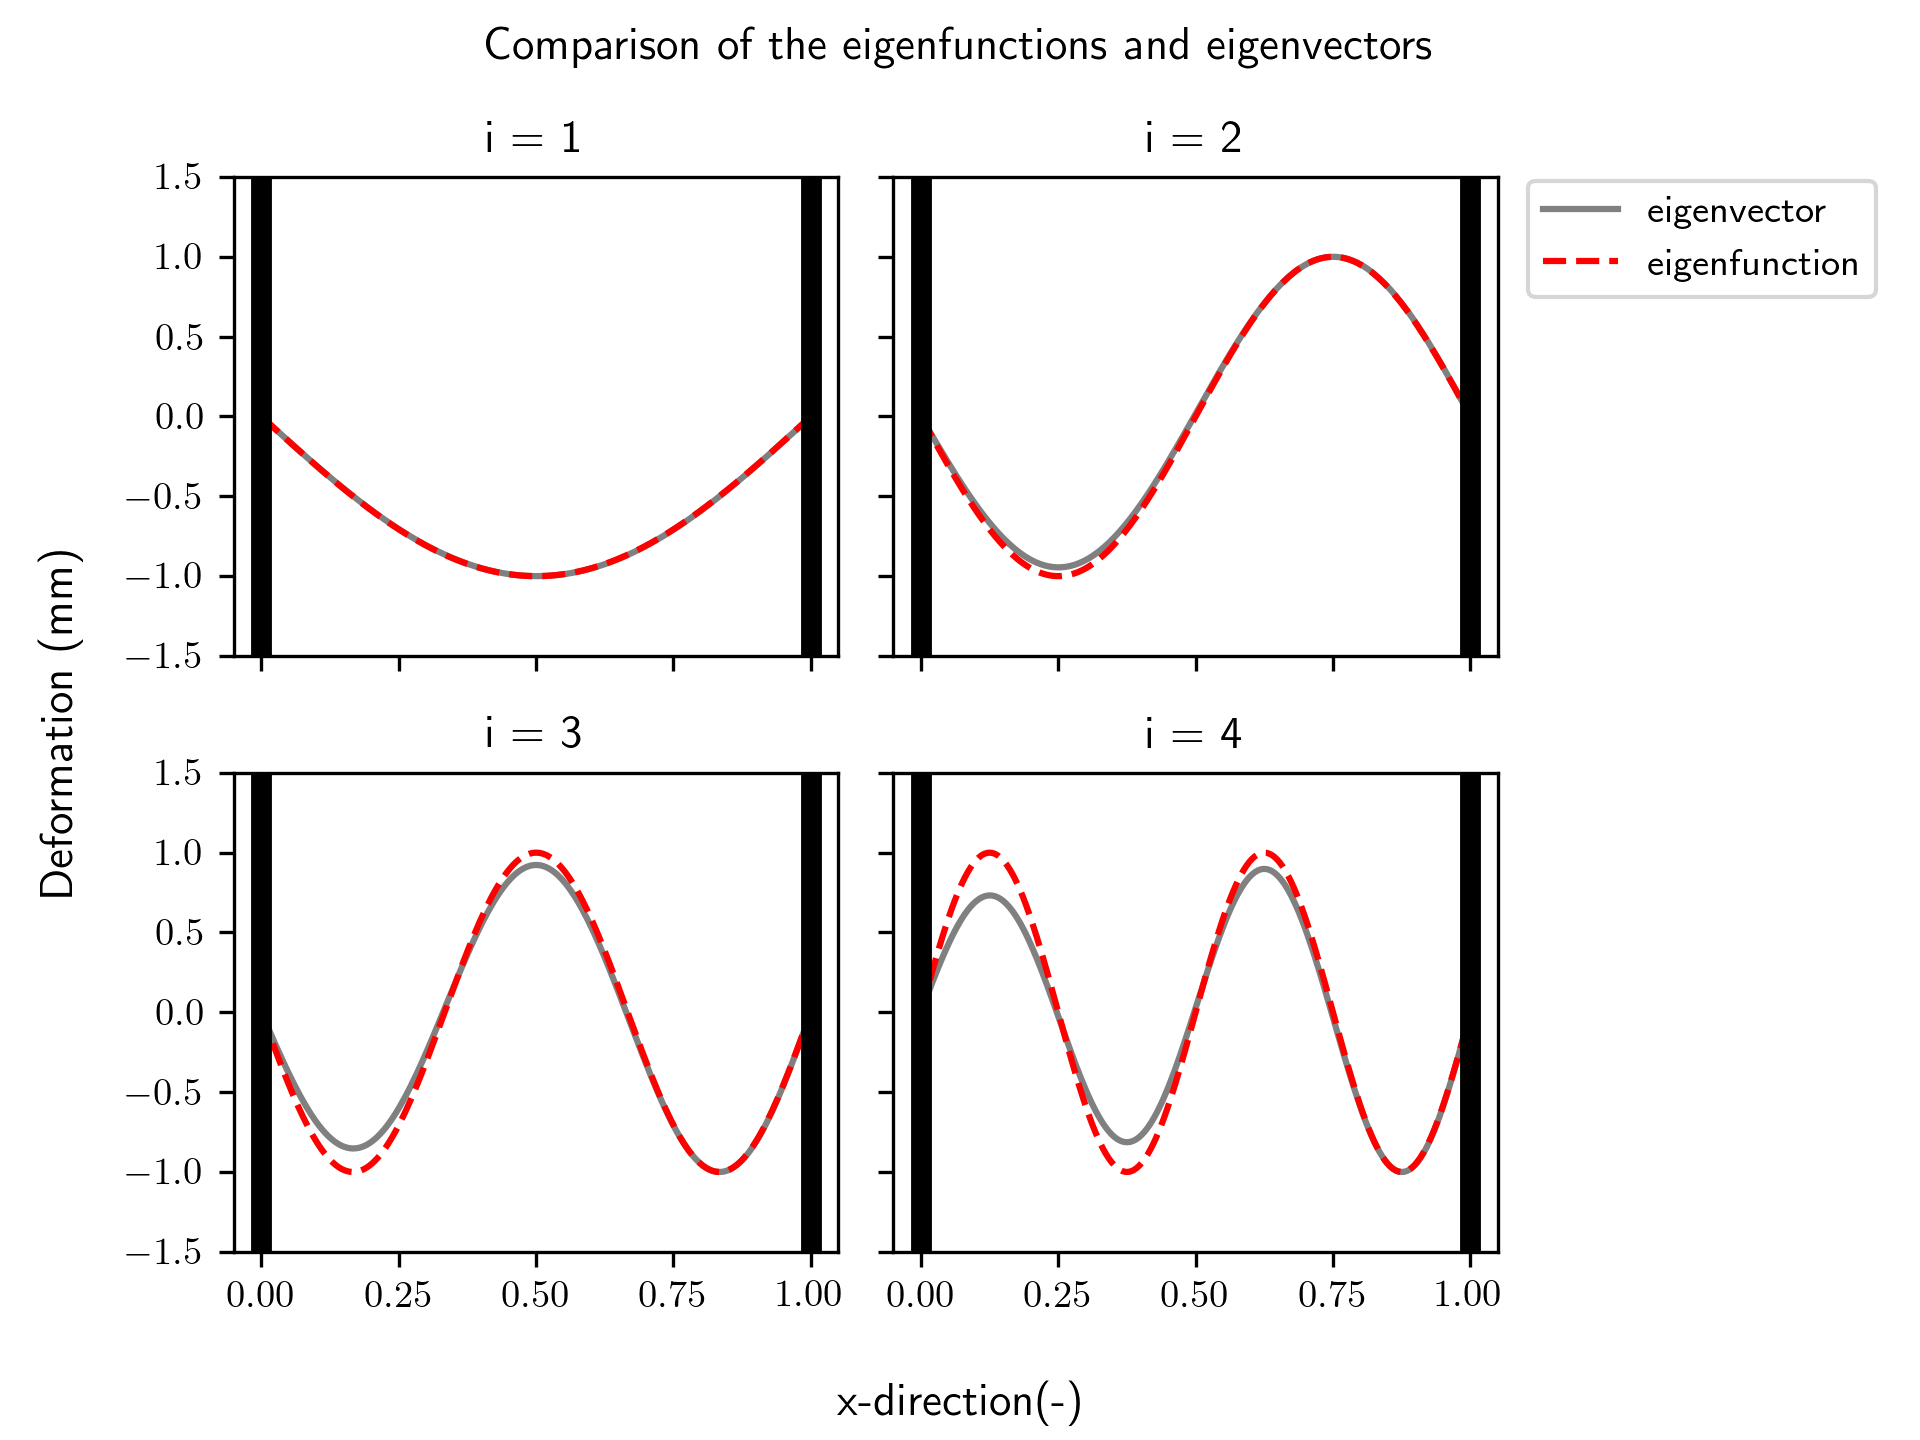 Comparison of the eigenfunctions and eigenvectors
i = 1
i = 2
1.5
1.0
0.5
0.0
−0.5
−1.0
−1.5
eigenvector
eigenfunction
Deformation (mm)
i = 3
i = 4
1.5
1.0
0.5
0.0
−0.5
−1.0
−1.5
0.00 0.25 0.50 0.75 1.00
0.00 0.25 0.50 0.75 1.00
x-direction(-)